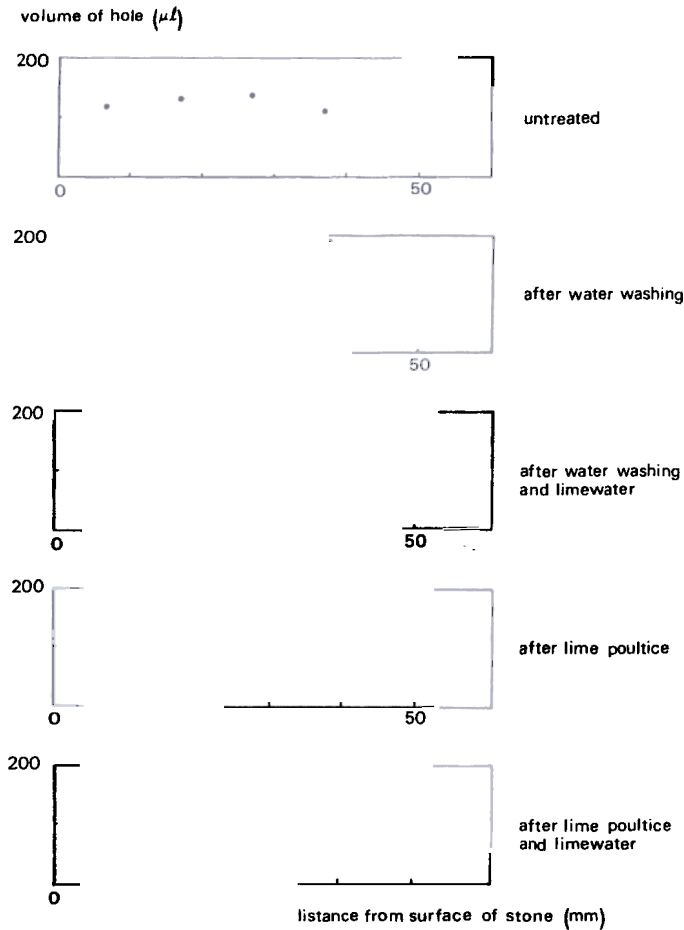 volume of hole (μl)
200
untreated
0 50
200
after water washing
50
200
after water washing
and limewater
0 50
200
after lime poultice
0 50
200
after lime poultice
and limewater
0
listance from surface of stone (mm)